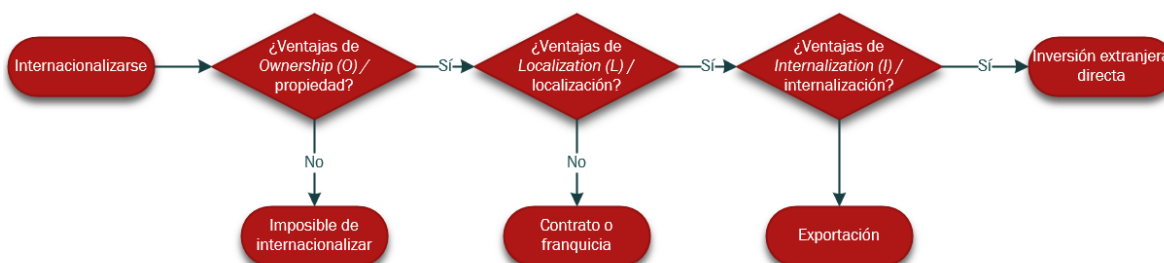 Internacionalizarse
¿Ventajas de
Ownership (O) /
propiedad?
Sí
¿Ventajas de
Localization (L) /
localización?
Sí
¿Ventajas de
Internalization (I) /
internalización?
Sí
Inversión extranjera
directa
No
No
Imposible de
internacionalizar
Contrato o
franquicia
Exportación